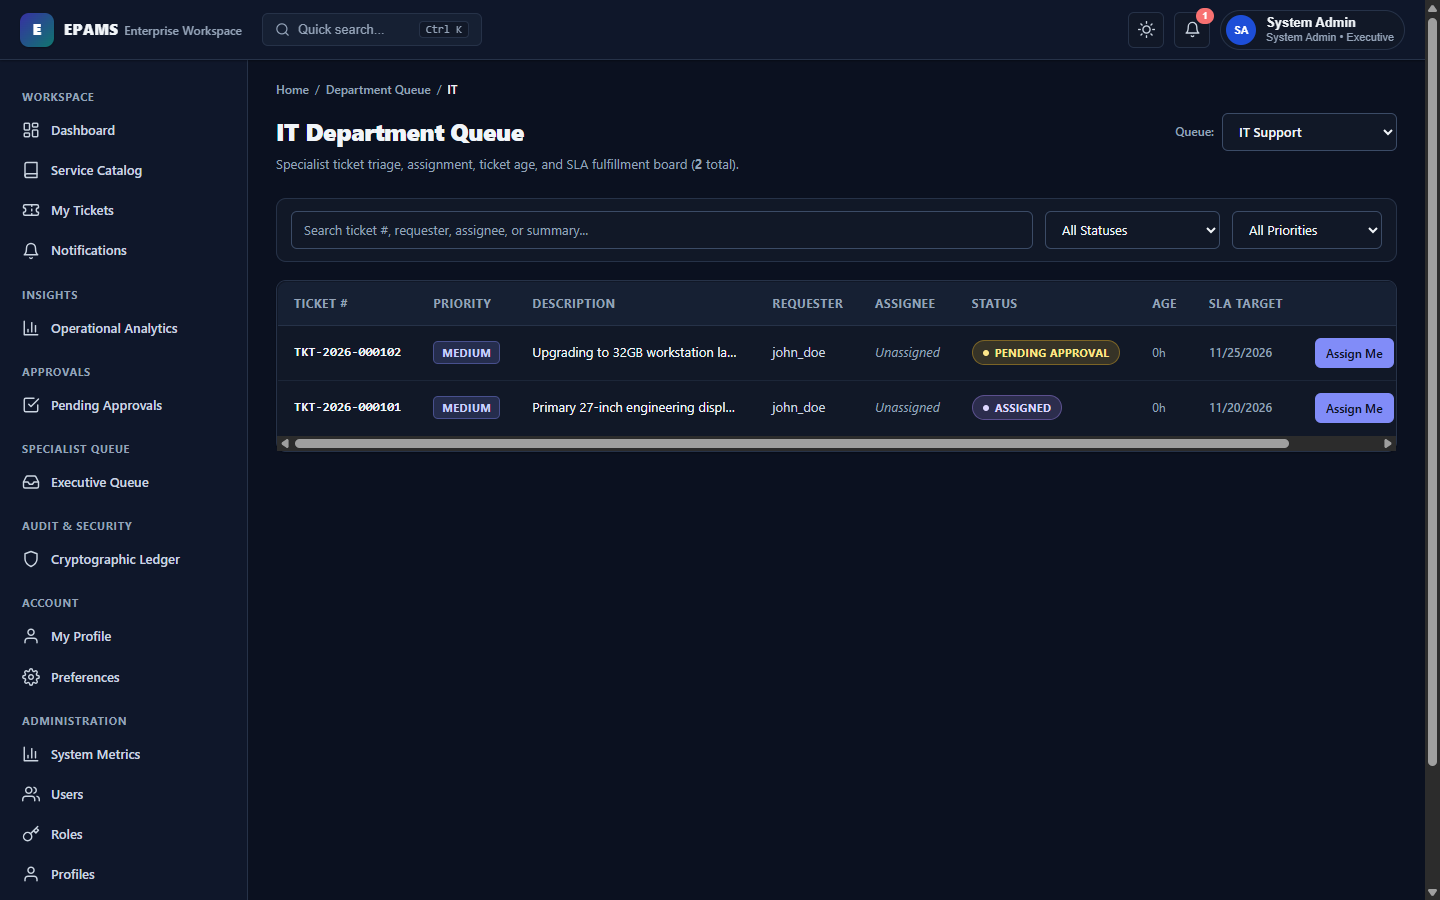 E EPAMS Enterprise Workspace Quick search... Ctrl K 1 SA System Admin
System Admin • Executive
WORKSPACE
Dashboard
Service Catalog
My Tickets
Notifications
INSIGHTS
Operational Analytics
APPROVALS
Pending Approvals
SPECIALIST QUEUE
Executive Queue
AUDIT & SECURITY
Cryptographic Ledger
ACCOUNT
My Profile
Preferences
ADMINISTRATION
System Metrics
Users
Roles
Profiles
Home / Department Queue / IT
IT Department Queue
Queue: IT Support
Specialist ticket triage, assignment, ticket age, and SLA fulfillment board (2 total).
Search ticket #, requester, assignee, or summary... All Statuses All Priorities
TICKET # PRIORITY DESCRIPTION REQUESTER ASSIGNEE STATUS AGE SLA TARGET
TKT-2026-000102 MEDIUM Upgrading to 32GB workstation la... john_doe Unassigned PENDING APPROVAL 0h 11/25/2026 Assign Me
TKT-2026-000101 MEDIUM Primary 27-inch engineering displ... john_doe Unassigned ASSIGNED 0h 11/20/2026 Assign Me